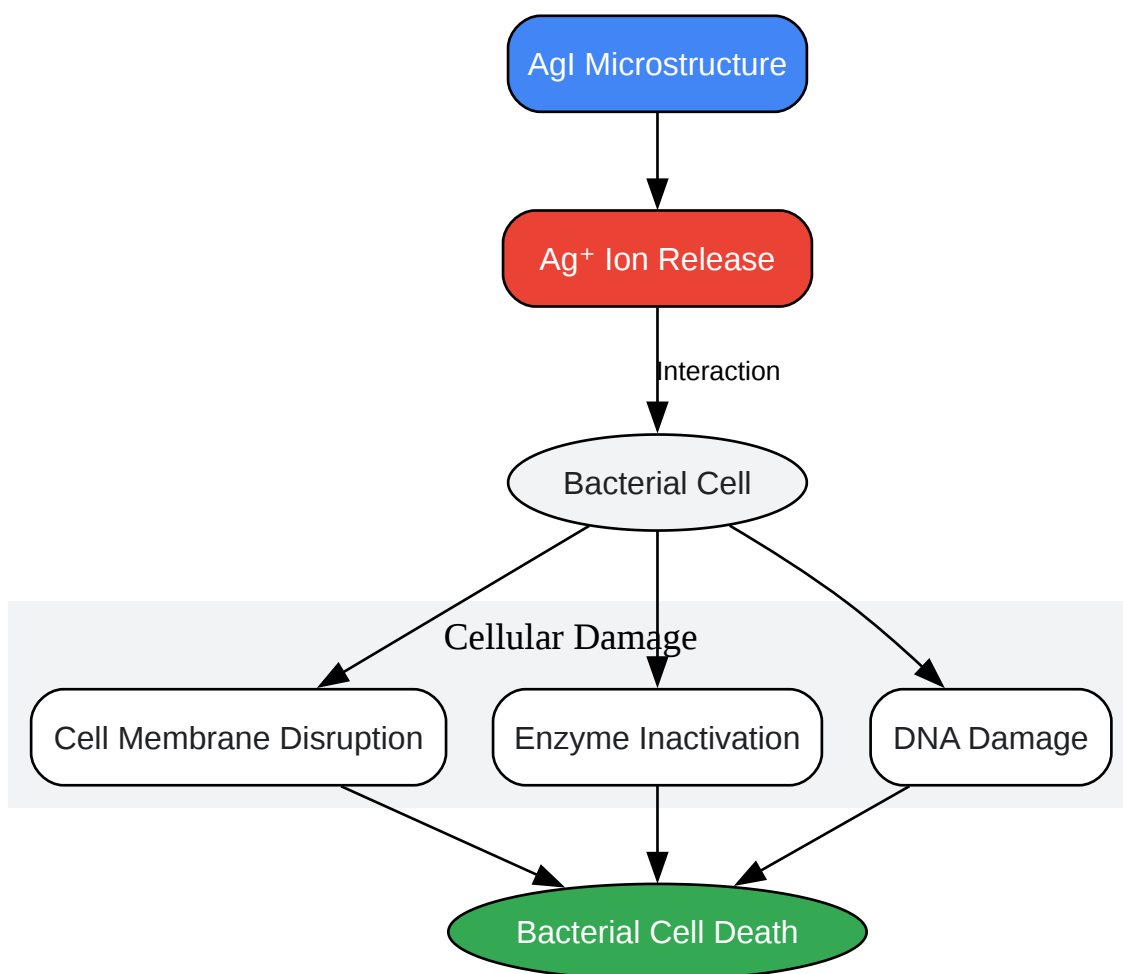 AgI Microstructure
Ag⁺ Ion Release
Interaction
Bacterial Cell
Cellular Damage
Cell Membrane Disruption
Enzyme Inactivation
DNA Damage
Bacterial Cell Death